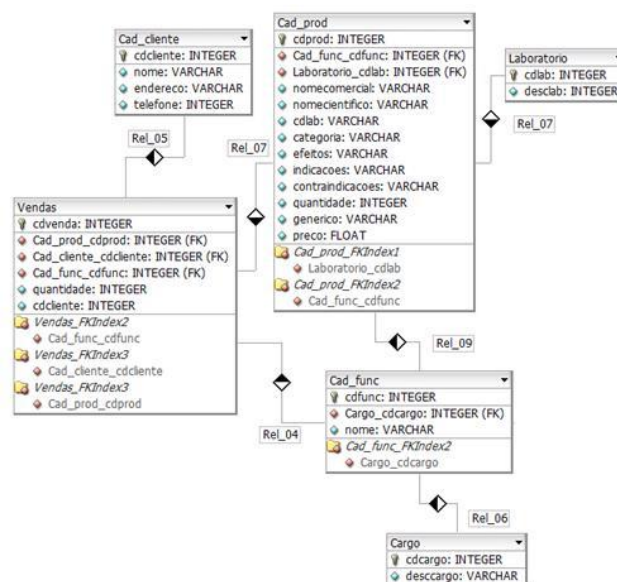 Cad_cliente
cdcliente: INTEGER
nome: VARCHAR
endereco: VARCHAR
telefone: INTEGER
Rel_05
Cad_prod
cdprod: INTEGER
Cad_func_cdfunc: INTEGER (FK)
Laboratorio_cdlab: INTEGER (FK)
nomecomercial: VARCHAR
nomecientifico: VARCHAR
cdlab: VARCHAR
categoria: VARCHAR
efeitos: VARCHAR
indicacoes: VARCHAR
contraindicacoes: VARCHAR
quantidade: INTEGER
generico: VARCHAR
preco: FLOAT
Cad_prod_FKIndex1
Laboratorio_cdlab
Cad_prod_FKIndex2
Cad_func_cdfunc
Laboratorio
cdlab: INTEGER
desclab: INTEGER
Rel_07
Rel_07
Vendas
cdvenda: INTEGER
Cad_prod_cdprod: INTEGER (FK)
Cad_cliente_cdcliente: INTEGER (FK)
Cad_func_cdfunc: INTEGER (FK)
quantidade: INTEGER
cdcliente: INTEGER
Vendas_FKIndex2
Cad_func_cdfunc
Vendas_FKIndex3
Cad_cliente_cdcliente
Vendas_FKIndex3
Cad_prod_cdprod
Rel_09
Rel_04
Cad_func
cdfunc: INTEGER
Cargo_cdcargo: INTEGER (FK)
nome: VARCHAR
Cad_func_FKIndex2
Cargo_cdcargo
Rel_06
Cargo
cdcargo: INTEGER
desccargo: VARCHAR